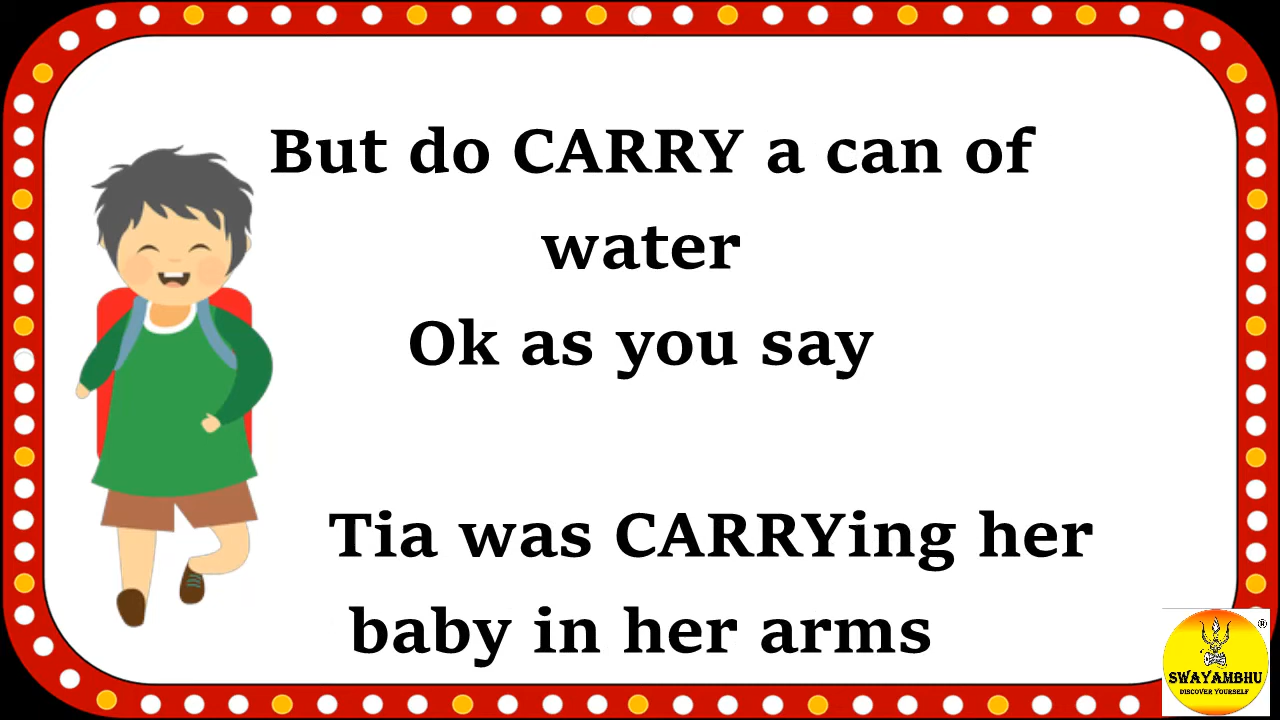 But do CARRY a can of
water
Ok as you say
Tia was CARRYing her
baby in her arms
®
SWAYAMBHU
DISCOVER YOURSELF